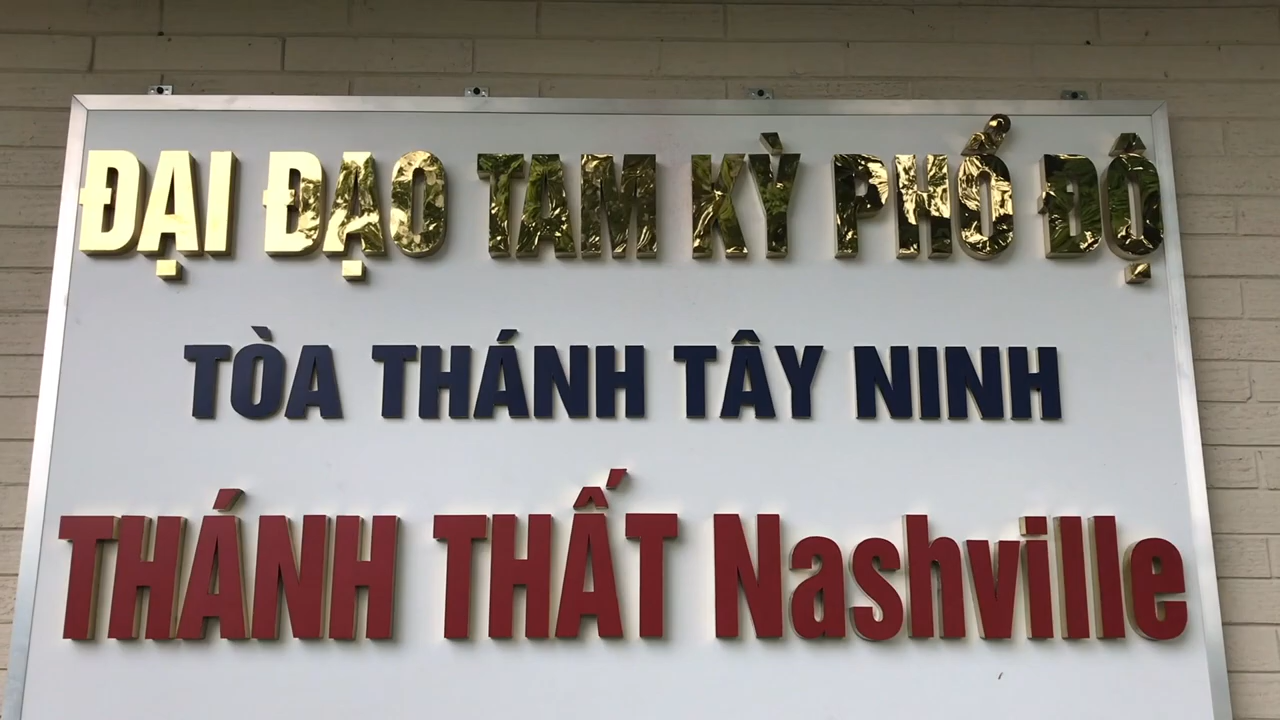 ĐẠI ĐẠO TAM KỲ PHỔ ĐỘ
TÒA THÁNH TÂY NINH
THÁNH THẤT Nashville